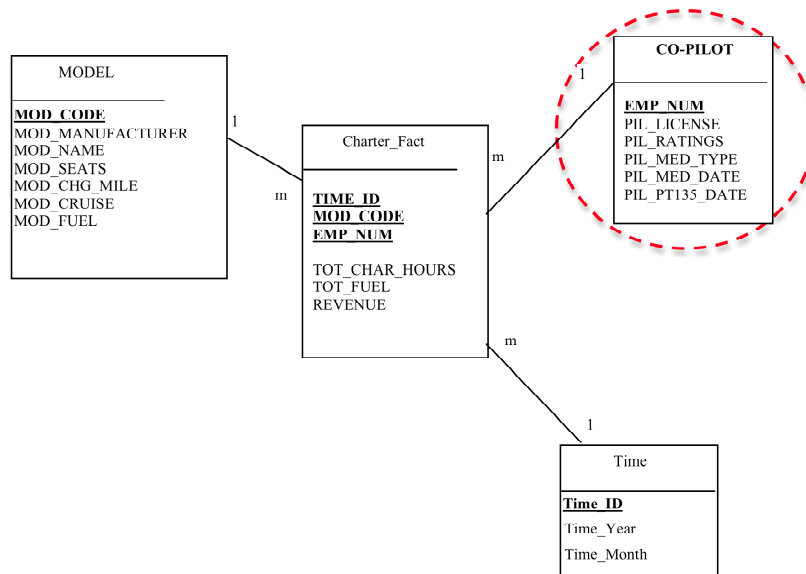 MODEL
MOD_CODE
MOD_MANUFACTURER
MOD_NAME
MOD_SEATS
MOD_CHG_MILE
MOD_CRUISE
MOD_FUEL
1
m
Charter_Fact
TIME_ID
MOD_CODE
EMP_NUM
TOT_CHAR_HOURS
TOT_FUEL
REVENUE
m
1
CO-PILOT
EMP_NUM
PIL_LICENSE
PIL_RATINGS
PIL_MED_TYPE
PIL_MED_DATE
PIL_PT135_DATE
m
1
Time
Time_ID
Time_Year
Time_Month